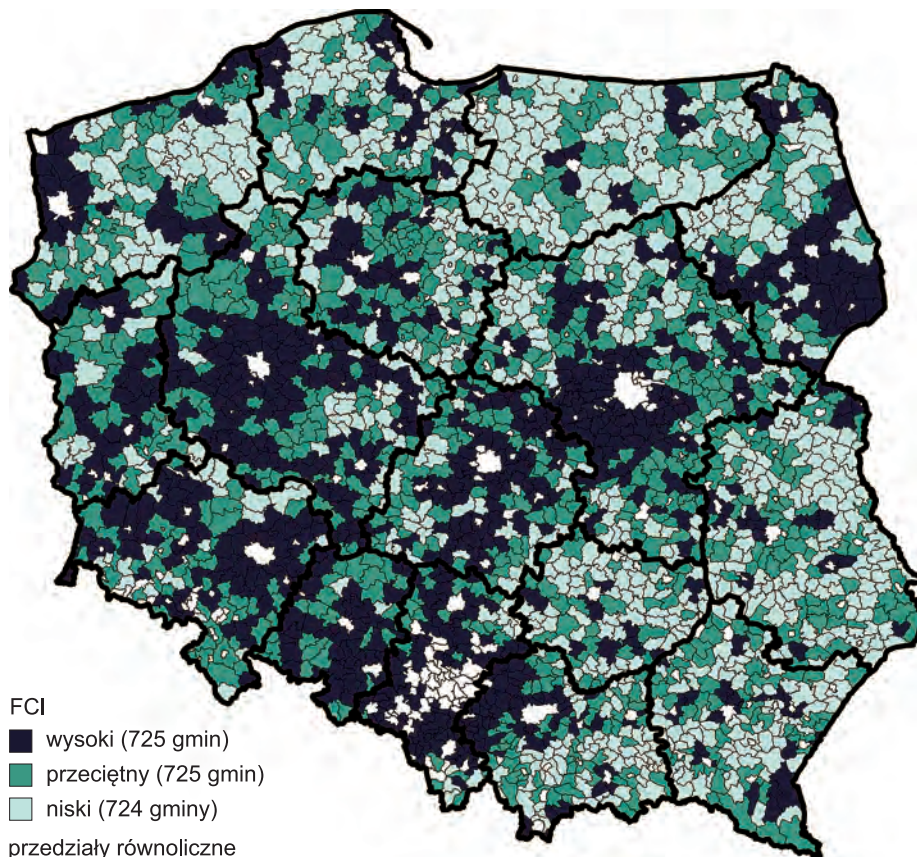 FCI
wysoki (725 gmin)
przeciętny (725 gmin)
niski (724 gminy)
przedziały równoliczne